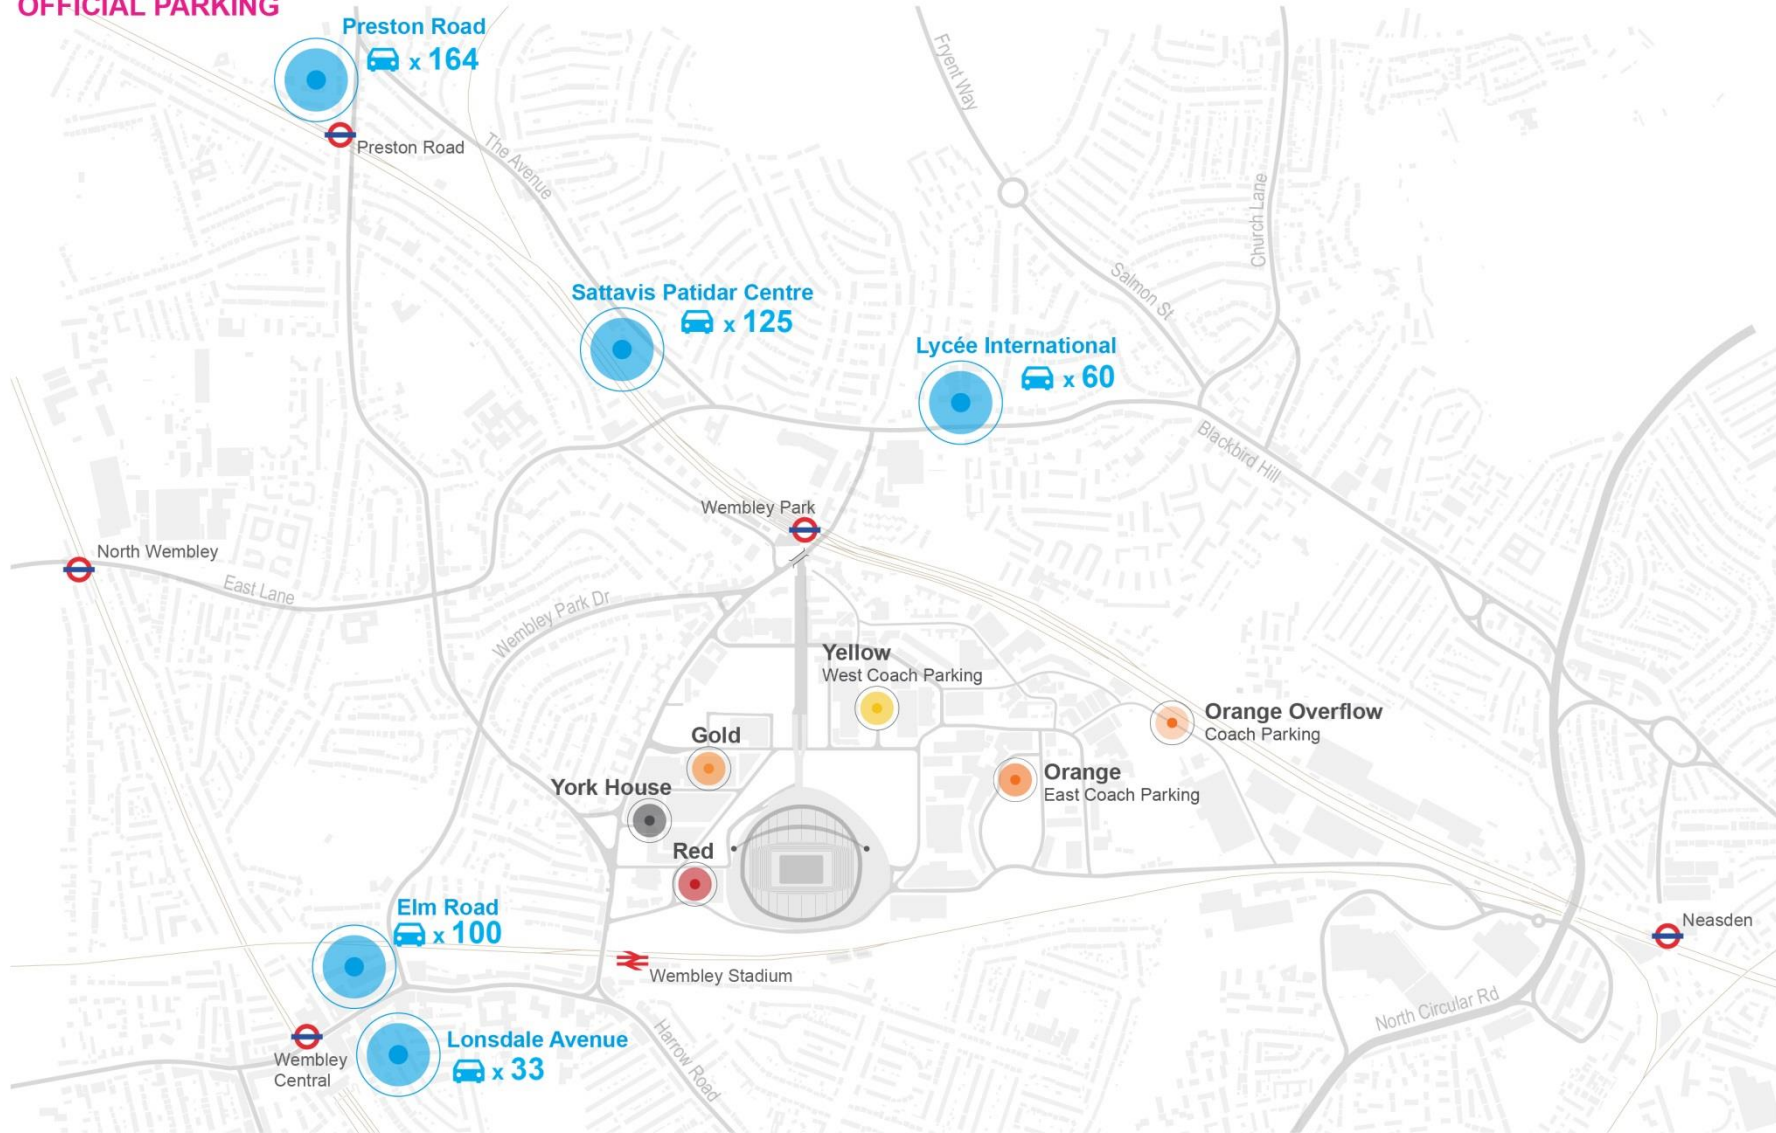 OFFICIAL PARKING
Preston Road
x 164
Preston Road
The Avenue
Fryent Way
Church Lane
Salmon St
Sattavis Patidar Centre
x 125
Lycée International
x 60
Blackbird Hill
Wembley Park
North Wembley
East Lane
Wembley Park Dr
Yellow
West Coach Parking
Gold
Orange Overflow
Coach Parking
York House
Orange
East Coach Parking
Red
Elm Road
x 100
Wembley Stadium
Neasden
North Circular Rd
Harrow Road
Lonsdale Avenue
x 33
Wembley
Central